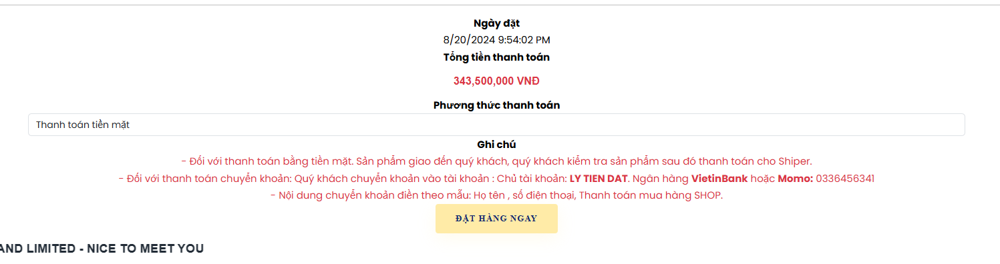 Ngày đặt
8/20/2024 9:54:02 PM
Tổng tiền thanh toán
343,500,000 VNĐ
Phương thức thanh toán
Thanh toán tiền mặt
Ghi chú
- Đối với thanh toán bằng tiền mặt. Sản phẩm giao đến quý khách, quý khách kiểm tra sản phẩm sau đó thanh toán cho Shiper.
- Đối với thanh toán chuyển khoản: Quý khách chuyển khoản vào tài khoản : Chủ tài khoản: LY TIEN DAT. Ngân hàng VietinBank hoặc Momo: 0336456341
- Nội dung chuyển khoản điền theo mẫu: Họ tên , số điện thoại, Thanh toán mua hàng SHOP.
ĐẶT HÀNG NGAY
AND LIMITED - NICE TO MEET YOU